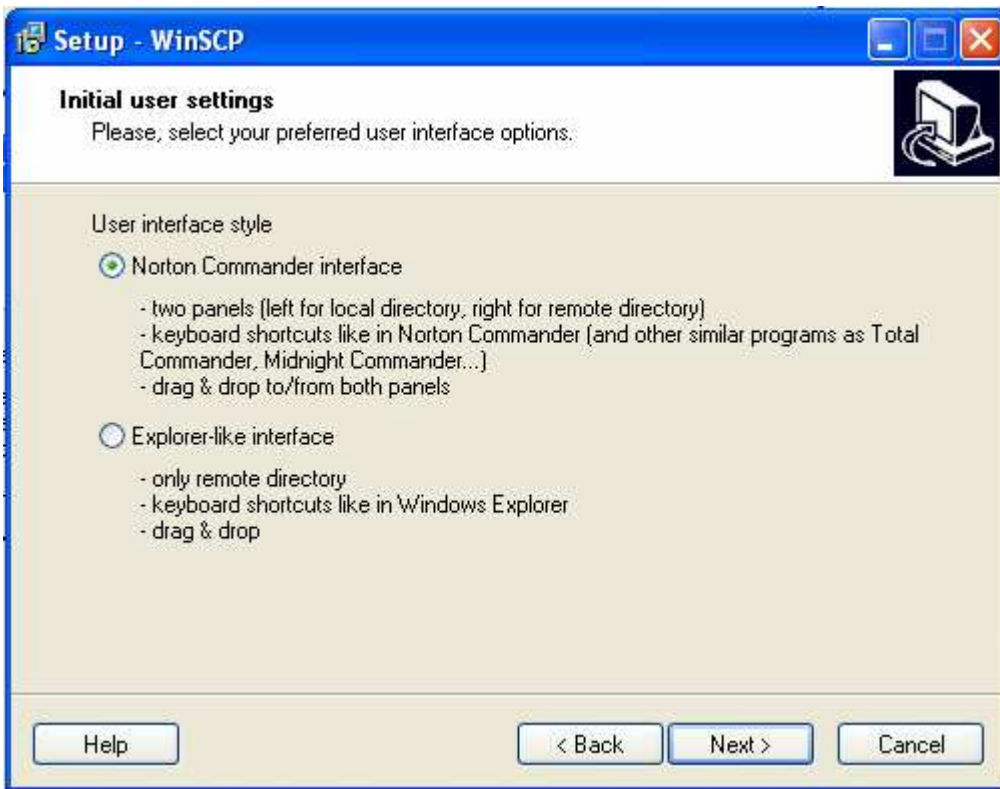 Setup - WinSCP
Initial user settings
Please, select your preferred user interface options.
User interface style
Norton Commander interface
- two panels (left for local directory, right for remote directory)
- keyboard shortcuts like in Norton Commander (and other similar programs as Total
Commander, Midnight Commander...)
- drag & drop to/from both panels
Explorer-like interface
- only remote directory
- keyboard shortcuts like in Windows Explorer
- drag & drop
Help
< Back
Next >
Cancel